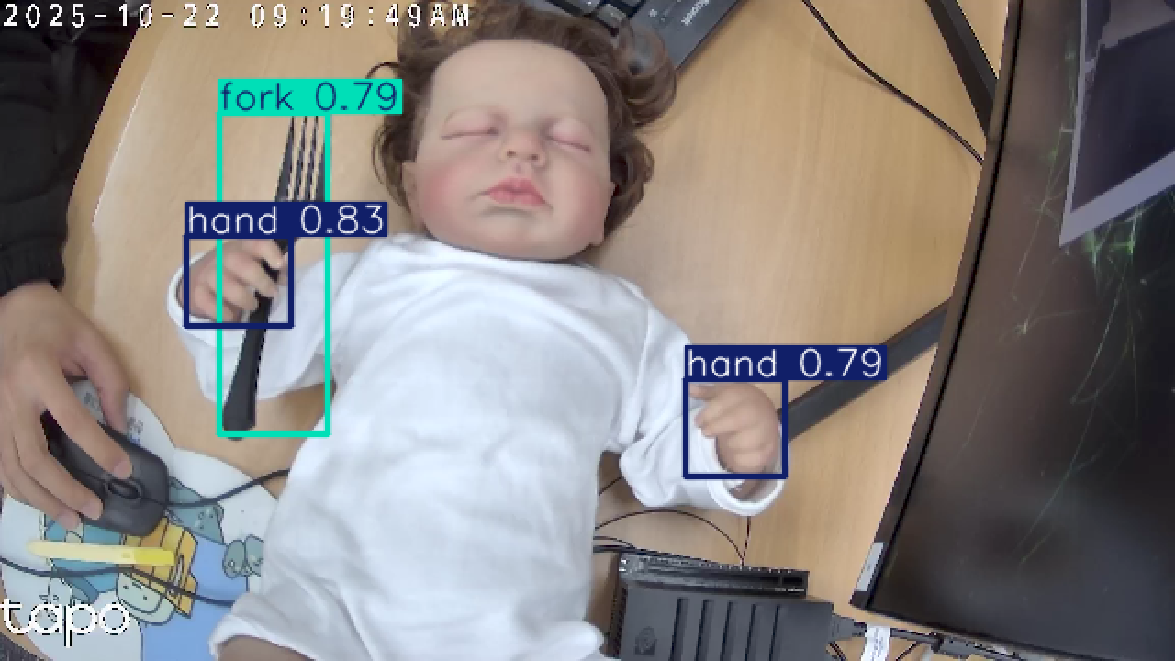 2025-10-22 09:19:49AM
fork 0.79
hand 0.83
hand 0.79
tapo